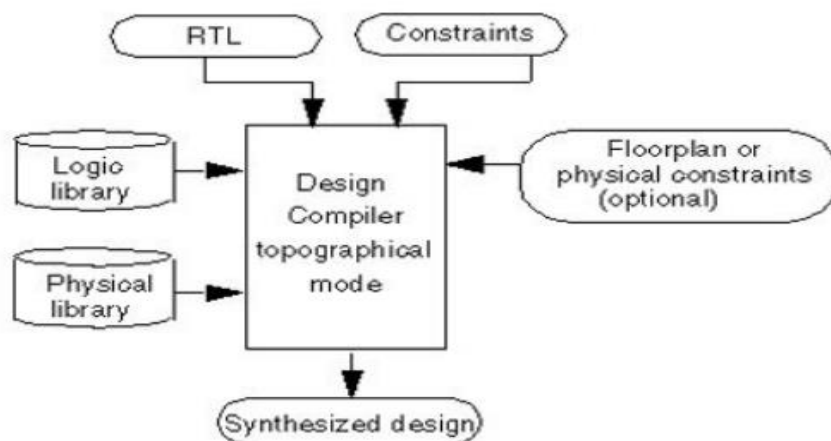 RTL
Constraints
Logic
library
Design
Compiler
topographical
mode
Floorplan or
physical constraints
(optional)
Physical
library
Synthesized design